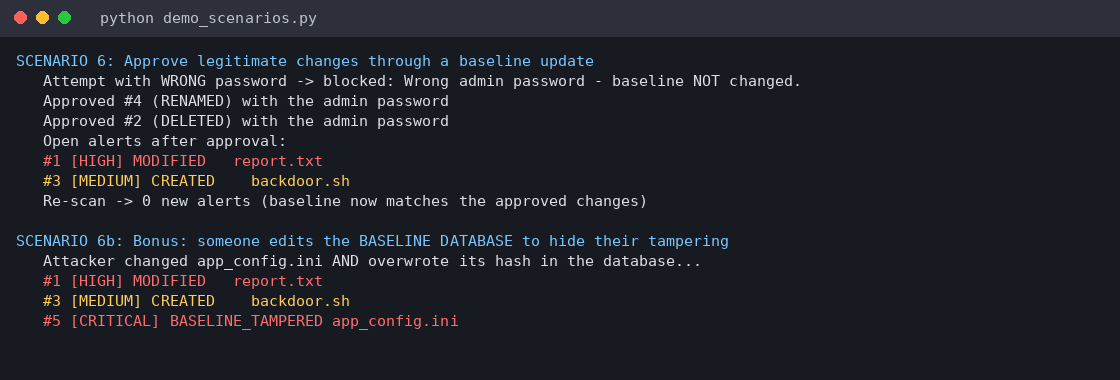 python demo_scenarios.py
SCENARIO 6: Approve legitimate changes through a baseline update
Attempt with WRONG password -> blocked: Wrong admin password - baseline NOT changed.
Approved #4 (RENAMED) with the admin password
Approved #2 (DELETED) with the admin password
Open alerts after approval:
#1 [HIGH] MODIFIED   report.txt
#3 [MEDIUM] CREATED    backdoor.sh
Re-scan -> 0 new alerts (baseline now matches the approved changes)
SCENARIO 6b: Bonus: someone edits the BASELINE DATABASE to hide their tampering
Attacker changed app_config.ini AND overwrote its hash in the database...
#1 [HIGH] MODIFIED   report.txt
#3 [MEDIUM] CREATED    backdoor.sh
#5 [CRITICAL] BASELINE_TAMPERED app_config.ini